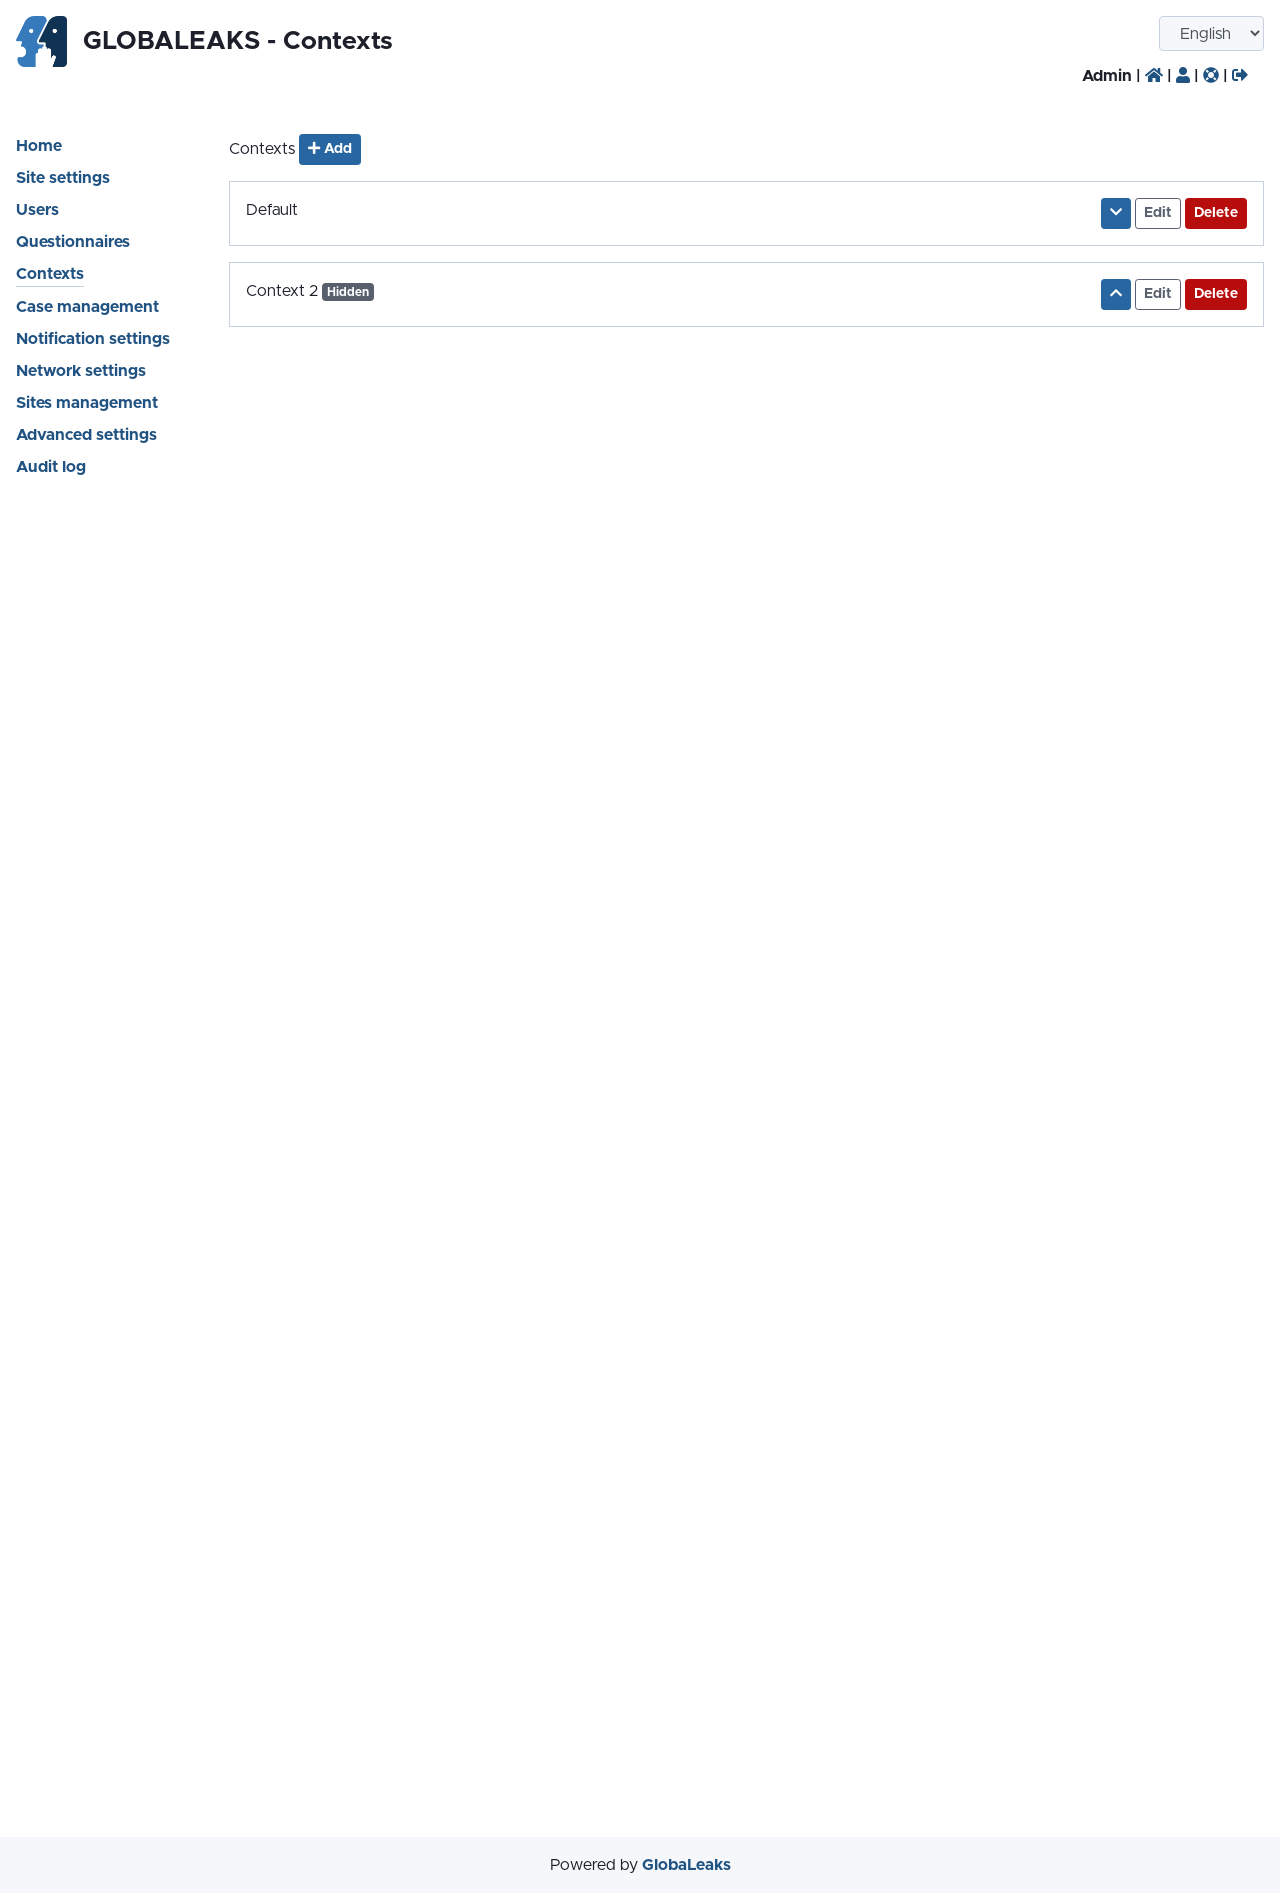 GLOBALEAKS - Contexts
English
Admin | | | |
Home
Site settings
Users
Questionnaires
Contexts
Case management
Notification settings
Network settings
Sites management
Advanced settings
Audit log
Contexts Add
Default Edit Delete
Context 2 Hidden Edit Delete
Powered by GlobaLeaks